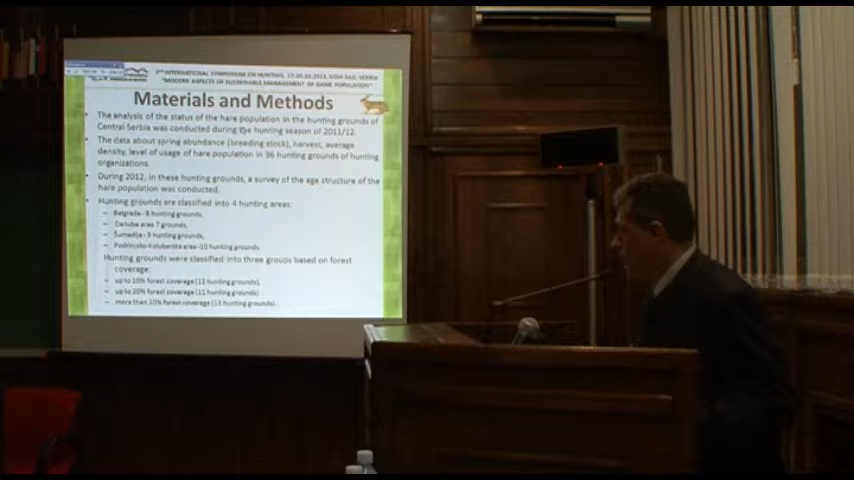 2nd INTERNATIONAL SYMPOSIUM ON HUNTING, 17-20.10.2013, NOVI SAD, SERBIA
"MODERN ASPECTS OF SUSTAINABLE MANAGEMENT OF GAME POPULATION"
Materials and Methods
• The analysis of the status of the hare population in the hunting grounds of
Central Serbia was conducted during the hunting season of 2011/12.
• The data about spring abundance (breeding stock), harvest, average
density, level of usage of hare population in 36 hunting grounds of hunting
organizations.
• During 2012, in these hunting grounds, a survey of the age structure of the
hare population was conducted.
• Hunting grounds are classified into 4 hunting areas:
– Belgrade - 8 hunting grounds,
– Danube area 7 grounds,
– Šumadija - 9 hunting grounds,
– Podrinjsko-Kolubarska area -10 hunting grounds.
Hunting grounds were classified into three groups based on forest
coverage:
– up to 10% forest coverage (12 hunting grounds),
– up to 20% forest coverage (11 hunting grounds)
– more than 20% forest coverage (13 hunting grounds).